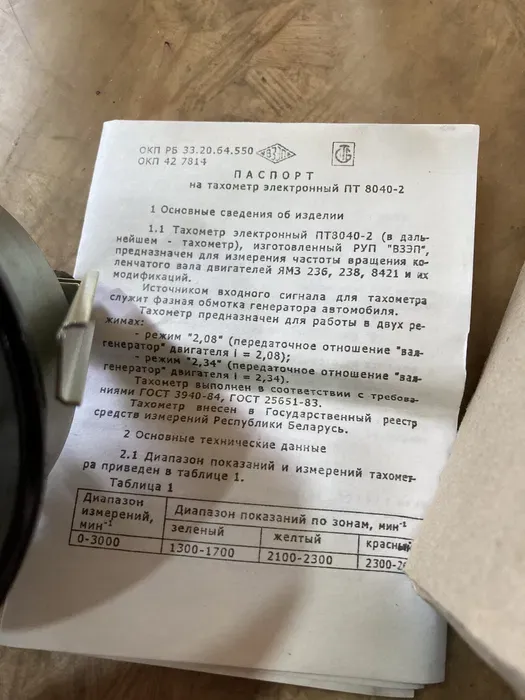 ОКП РБ 33.20.64.550 ВЗЭП СТБ
ОКП 42 7814
ПАСПОРТ
на тахометр электронный ПТ 8040-2
1 Основные сведения об изделии
1.1 Тахометр электронный ПТ8040-2 (в даль-
нейшем - тахометр), изготовленный РУП "ВЗЭП",
предназначен для измерения частоты вращения ко-
ленчатого вала двигателей ЯМЗ 236, 238, 8421 и их
модификаций.
Источником входного сигнала для тахометра
служит фазная обмотка генератора автомобиля.
Тахометр предназначен для работы в двух ре-
жимах:
- режим "2,08" (передаточное отношение "вал-
генератор" двигателя i = 2,08);
- режим "2,34" (передаточное отношение "вал-
генератор" двигателя i = 2,34).
Тахометр выполнен в соответствии с требова-
ниями ГОСТ 3940-84, ГОСТ 25651-83.
Тахометр внесен в Государственный реестр
средств измерений Республики Беларусь.
2 Основные технические данные
2.1 Диапазон показаний и измерений тахомет-
ра приведен в таблице 1.
Таблица 1
Диапазон измерений, мин⁻¹ Диапазон показаний по зонам, мин⁻¹
зеленый желтый красный
0-3000 1300-1700 2100-2300 2300-